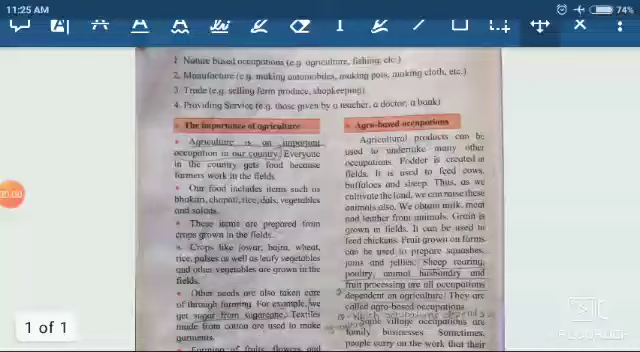 11:25 AM
74%
1 Nature based occupations (e.g. agriculture, fishing, etc.)
2. Manufacture (e.g. making automobiles, making pots, making cloth, etc.)
3. Trade (e.g. selling farm produce, shopkeeping)
4. Providing Service (e.g. those given by a teacher, a doctor, a bank)
• The importance of agriculture
• Agriculture is an important
occupation in our country. Everyone
in the country gets food because
farmers work in the fields.
• Our food includes items such as
bhakari, chapati, rice, dals, vegetables
and salads.
• These items are prepared from
crops grown in the fields.
• Crops like jowar, bajra, wheat,
rice, pulses as well as leafy vegetables
and other vegetables are grown in the
fields.
• Other needs are also taken care
of through farming. For example, we
get sugar from sugarcane. Textiles
made from cotton are used to make
garments.
• Farming of fruits, flowers and
• Agro-based occupations
Agricultural products can be
used to undertake many other
occupations. Fodder is created in
fields. It is used to feed cows,
buffaloes and sheep. Thus, as we
cultivate the land, we can raise these
animals also. We obtain milk, meat
and leather from animals. Grain is
grown in fields. It can be used to
feed chickens. Fruit grown on farms
can be used to prepare squashes,
jams and jellies. Sheep rearing,
poultry, animal husbandry and
fruit processing are all occupations
dependent on agriculture. They are
called agro-based occupations.
Some village occupations are
family businesses. Sometimes,
people carry on the work that their
1 of 1